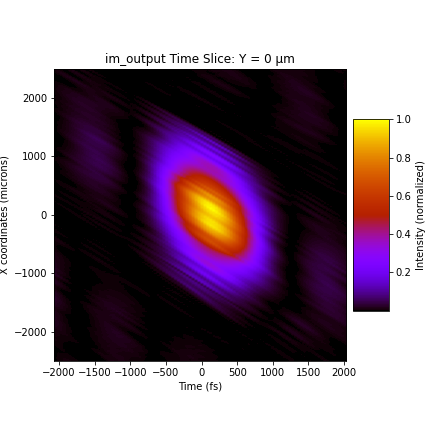 im_output Time Slice: Y = 0 μm
X coordinates (microns)
2000
1000
0
−1000
−2000
−2000 −1500 −1000 −500 0 500 1000 1500 2000
Time (fs)
1.0
0.8
0.6
0.4
0.2
Intensity (normalized)